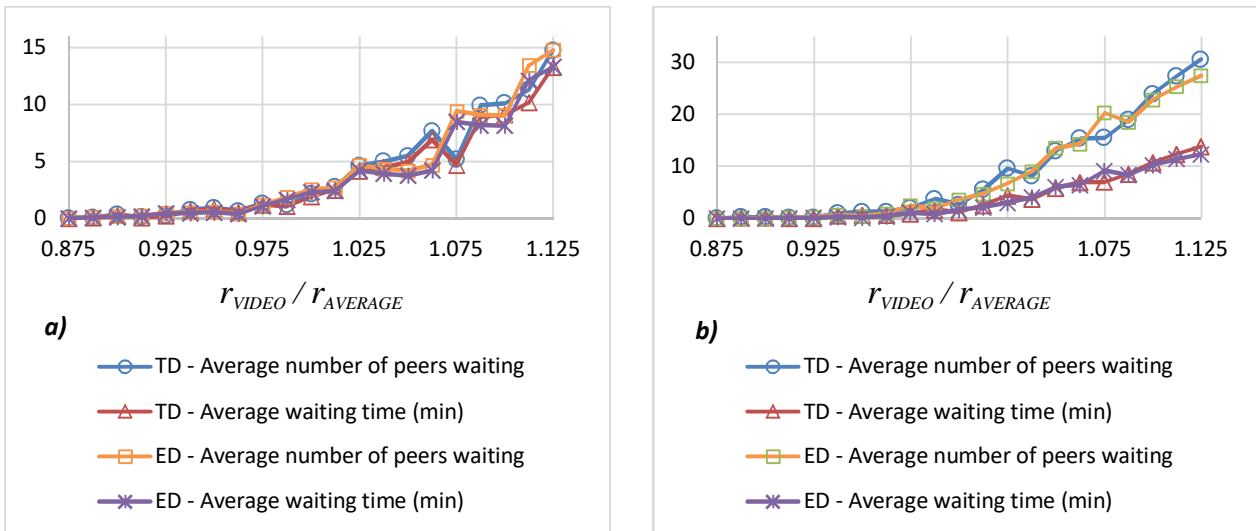 15
10
5
0
0.875 0.925 0.975 1.025 1.075 1.125
r_VIDEO / r_AVERAGE
a)
TD - Average number of peers waiting
TD - Average waiting time (min)
ED - Average number of peers waiting
ED - Average waiting time (min)
30
20
10
0
0.875 0.925 0.975 1.025 1.075 1.125
r_VIDEO / r_AVERAGE
b)
TD - Average number of peers waiting
TD - Average waiting time (min)
ED - Average number of peers waiting
ED - Average waiting time (min)